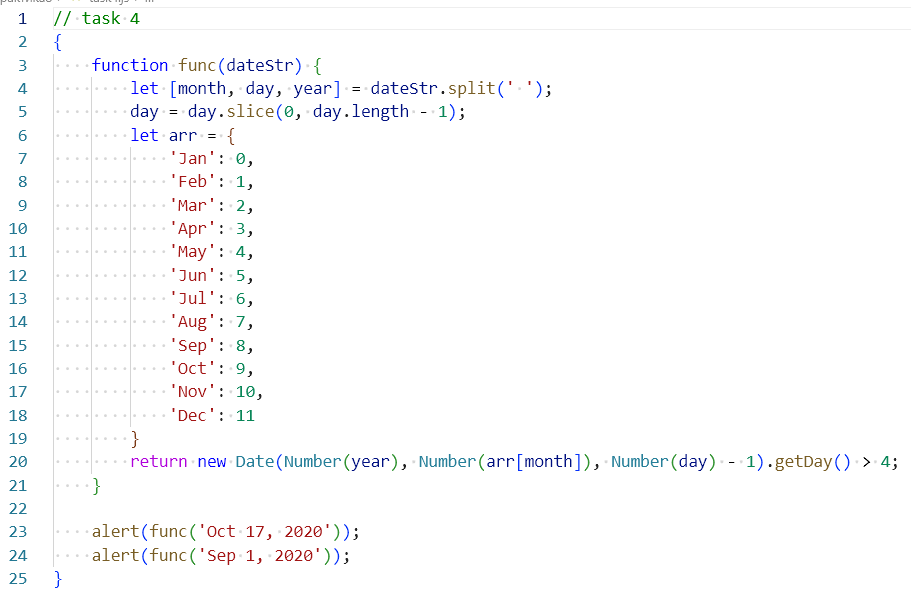 // task 4
{
    function func(dateStr) {
        let [month, day, year] = dateStr.split(' ');
        day = day.slice(0, day.length - 1);
        let arr = {
            'Jan': 0,
            'Feb': 1,
            'Mar': 2,
            'Apr': 3,
            'May': 4,
            'Jun': 5,
            'Jul': 6,
            'Aug': 7,
            'Sep': 8,
            'Oct': 9,
            'Nov': 10,
            'Dec': 11
        }
        return new Date(Number(year), Number(arr[month]), Number(day) - 1).getDay() > 4;
    }

    alert(func('Oct 17, 2020'));
    alert(func('Sep 1, 2020'));
}